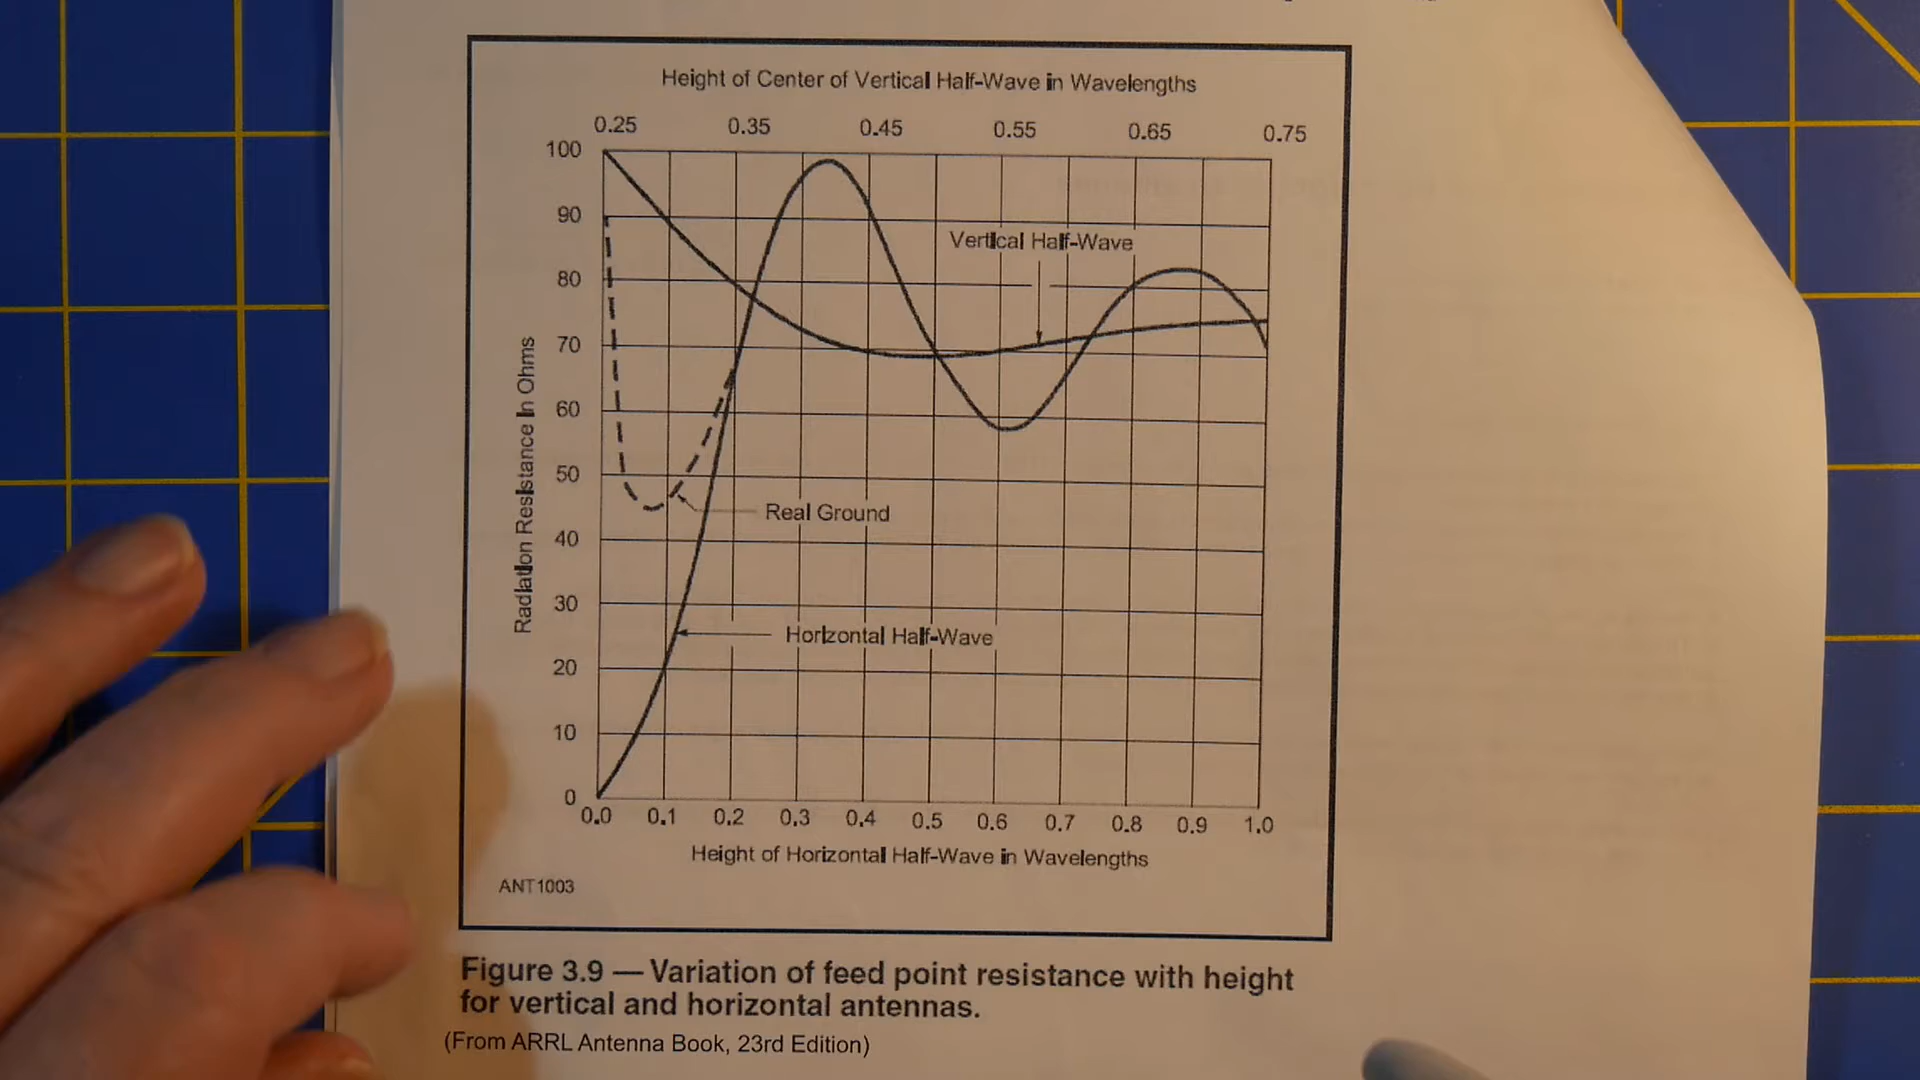 Height of Center of Vertical Half-Wave in Wavelengths
0.25 0.35 0.45 0.55 0.65 0.75
100
90
80
70
60
50
40
30
20
10
0
Radiation Resistance in Ohms
Vertical Half-Wave
Real Ground
Horizontal Half-Wave
0.0 0.1 0.2 0.3 0.4 0.5 0.6 0.7 0.8 0.9 1.0
Height of Horizontal Half-Wave in Wavelengths
ANT1003
Figure 3.9 — Variation of feed point resistance with height
for vertical and horizontal antennas.
(From ARRL Antenna Book, 23rd Edition)